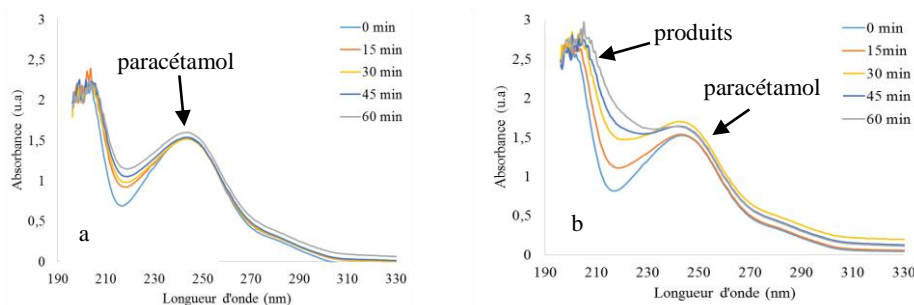 3
2,5
2
1,5
1
0,5
0
Absorbance (u.a)
190 210 230 250 270 290 310 330
Longueur d'onde (nm)
paracétamol
0 min
15 min
30 min
45 min
60 min
a
3
2,5
2
1,5
1
0,5
0
Absorbance (u.a)
190 210 230 250 270 290 310 330
Longueur d'onde (nm)
produits
paracétamol
0 min
15min
30 min
45 min
60 min
b